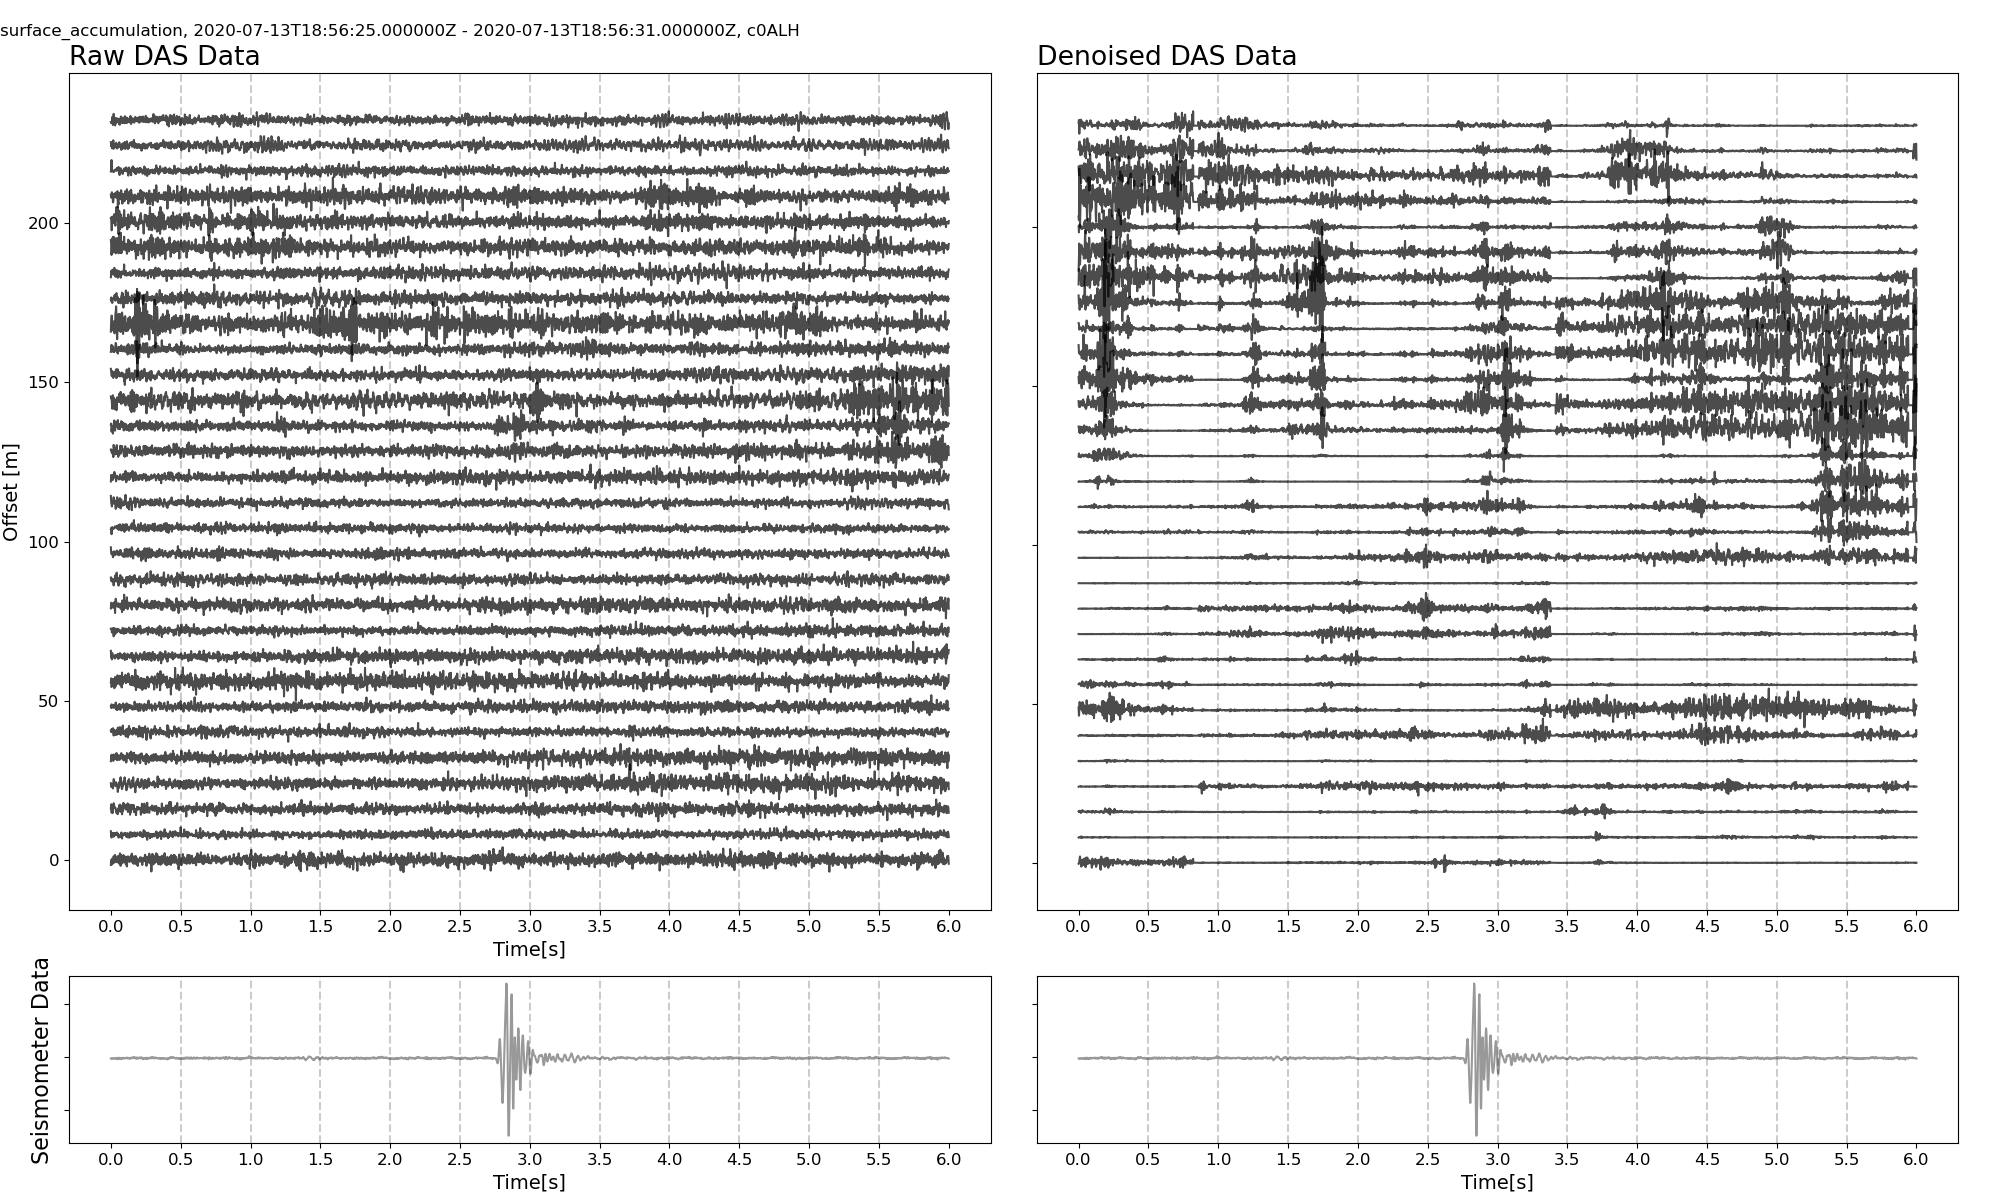 surface_accumulation, 2020-07-13T18:56:25.000000Z - 2020-07-13T18:56:31.000000Z, c0ALH
Raw DAS Data
Denoised DAS Data
Offset [m]
200
150
100
50
0
0.0 0.5 1.0 1.5 2.0 2.5 3.0 3.5 4.0 4.5 5.0 5.5 6.0
Time[s]
0.0 0.5 1.0 1.5 2.0 2.5 3.0 3.5 4.0 4.5 5.0 5.5 6.0
Seismometer Data
0.0 0.5 1.0 1.5 2.0 2.5 3.0 3.5 4.0 4.5 5.0 5.5 6.0
Time[s]
0.0 0.5 1.0 1.5 2.0 2.5 3.0 3.5 4.0 4.5 5.0 5.5 6.0
Time[s]